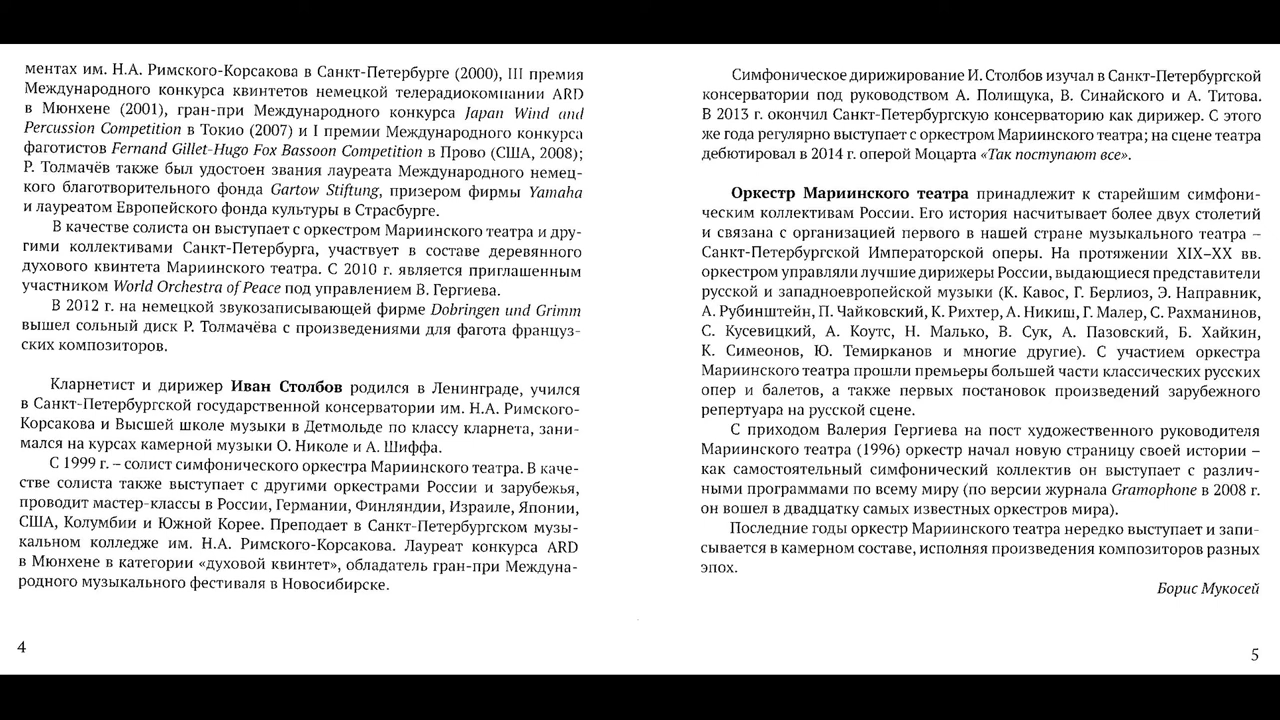 ментах им. Н.А. Римского-Корсакова в Санкт-Петербурге (2000), III премия
Международного конкурса квинтетов немецкой телерадиокомпании ARD
в Мюнхене (2001), гран-при Международного конкурса Japan Wind and
Percussion Competition в Токио (2007) и I премии Международного конкурса
фаготистов Fernand Gillet-Hugo Fox Bassoon Competition в Прово (США, 2008);
Р. Толмачёв также был удостоен звания лауреата Международного немец-
кого благотворительного фонда Gartow Stiftung, призером фирмы Yamaha
и лауреатом Европейского фонда культуры в Страсбурге.
В качестве солиста он выступает с оркестром Мариинского театра и дру-
гими коллективами Санкт-Петербурга, участвует в составе деревянного
духового квинтета Мариинского театра. С 2010 г. является приглашенным
участником World Orchestra of Peace под управлением В. Гергиева.
В 2012 г. на немецкой звукозаписывающей фирме Dobringen und Grimm
вышел сольный диск Р. Толмачёва с произведениями для фагота француз-
ских композиторов.
Кларнетист и дирижер Иван Столбов родился в Ленинграде, учился
в Санкт-Петербургской государственной консерватории им. Н.А. Римского-
Корсакова и Высшей школе музыки в Детмольде по классу кларнета, зани-
мался на курсах камерной музыки О. Николе и А. Шиффа.
С 1999 г. – солист симфонического оркестра Мариинского театра. В каче-
стве солиста также выступает с другими оркестрами России и зарубежья,
проводит мастер-классы в России, Германии, Финляндии, Израиле, Японии,
США, Колумбии и Южной Корее. Преподает в Санкт-Петербургском музы-
кальном колледже им. Н.А. Римского-Корсакова. Лауреат конкурса ARD
в Мюнхене в категории «духовой квинтет», обладатель гран-при Междуна-
родного музыкального фестиваля в Новосибирске.
4
Симфоническое дирижирование И. Столбов изучал в Санкт-Петербургской
консерватории под руководством А. Полищука, В. Синайского и А. Титова.
В 2013 г. окончил Санкт-Петербургскую консерваторию как дирижер. С этого
же года регулярно выступает с оркестром Мариинского театра; на сцене театра
дебютировал в 2014 г. оперой Моцарта «Так поступают все».
Оркестр Мариинского театра принадлежит к старейшим симфони-
ческим коллективам России. Его история насчитывает более двух столетий
и связана с организацией первого в нашей стране музыкального театра –
Санкт-Петербургской Императорской оперы. На протяжении XIX–XX вв.
оркестром управляли лучшие дирижеры России, выдающиеся представители
русской и западноевропейской музыки (К. Кавос, Г. Берлиоз, Э. Направник,
А. Рубинштейн, П. Чайковский, К. Рихтер, А. Никиш, Г. Малер, С. Рахманинов,
С. Кусевицкий, А. Коутс, Н. Малько, В. Сук, А. Пазовский, Б. Хайкин,
К. Симеонов, Ю. Темирканов и многие другие). С участием оркестра
Мариинского театра прошли премьеры большей части классических русских
опер и балетов, а также первых постановок произведений зарубежного
репертуара на русской сцене.
С приходом Валерия Гергиева на пост художественного руководителя
Мариинского театра (1996) оркестр начал новую страницу своей истории –
как самостоятельный симфонический коллектив он выступает с различ-
ными программами по всему миру (по версии журнала Gramophone в 2008 г.
он вошел в двадцатку самых известных оркестров мира).
Последние годы оркестр Мариинского театра нередко выступает и запи-
сывается в камерном составе, исполняя произведения композиторов разных
эпох.
Борис Мукосей
5